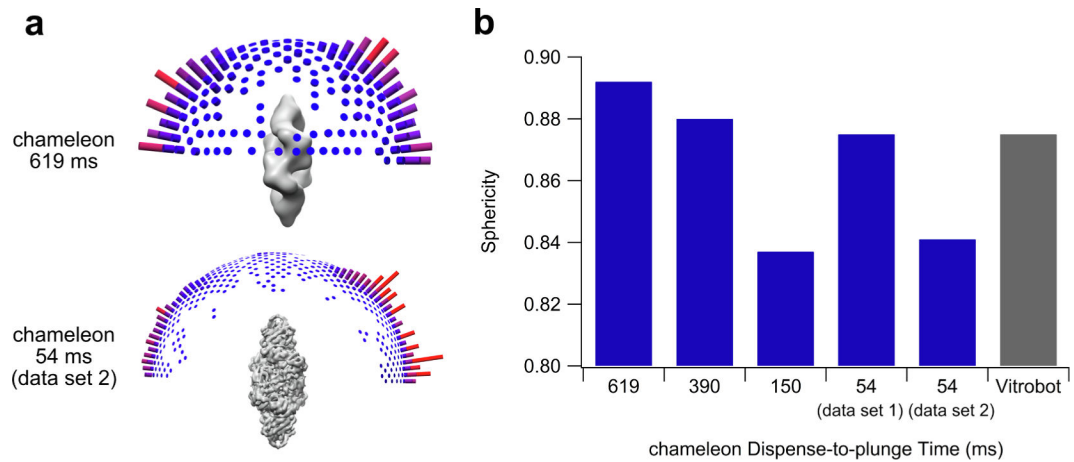 a
chameleon
619 ms
chameleon
54 ms
(data set 2)
b
Sphericity
0.90
0.88
0.86
0.84
0.82
0.80
619 390 150 54 54 Vitrobot
(data set 1) (data set 2)
chameleon Dispense-to-plunge Time (ms)